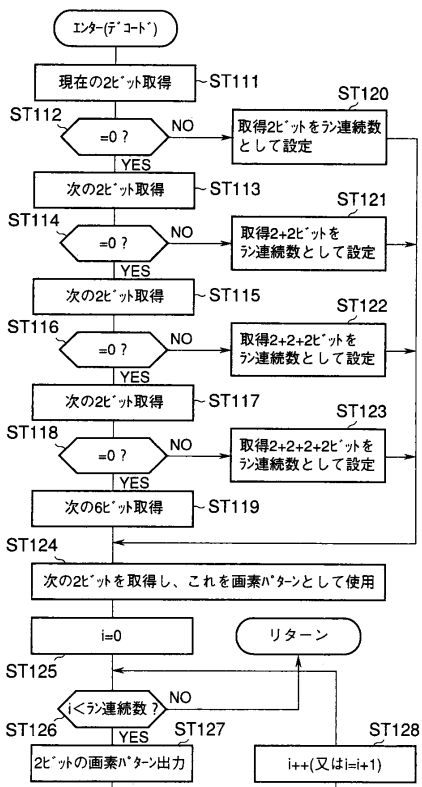 エンター(デコード)
現在の2ビット取得
ST111
ST112
=0 ?
NO
YES
ST120
取得2ビットをラン連続数
として設定
次の2ビット取得
ST113
ST114
=0 ?
NO
YES
ST121
取得2+2ビットを
ラン連続数として設定
次の2ビット取得
ST115
ST116
=0 ?
NO
YES
ST122
取得2+2+2ビットを
ラン連続数として設定
次の2ビット取得
ST117
ST118
=0 ?
NO
YES
ST123
取得2+2+2+2ビットを
ラン連続数として設定
次の6ビット取得
ST119
ST124
次の2ビットを取得し、これを画素パターンとして使用
i=0
ST125
リターン
i<ラン連続数 ?
NO
ST126
YES
ST127
2ビットの画素パターン出力
ST128
i++(又はi=i+1)